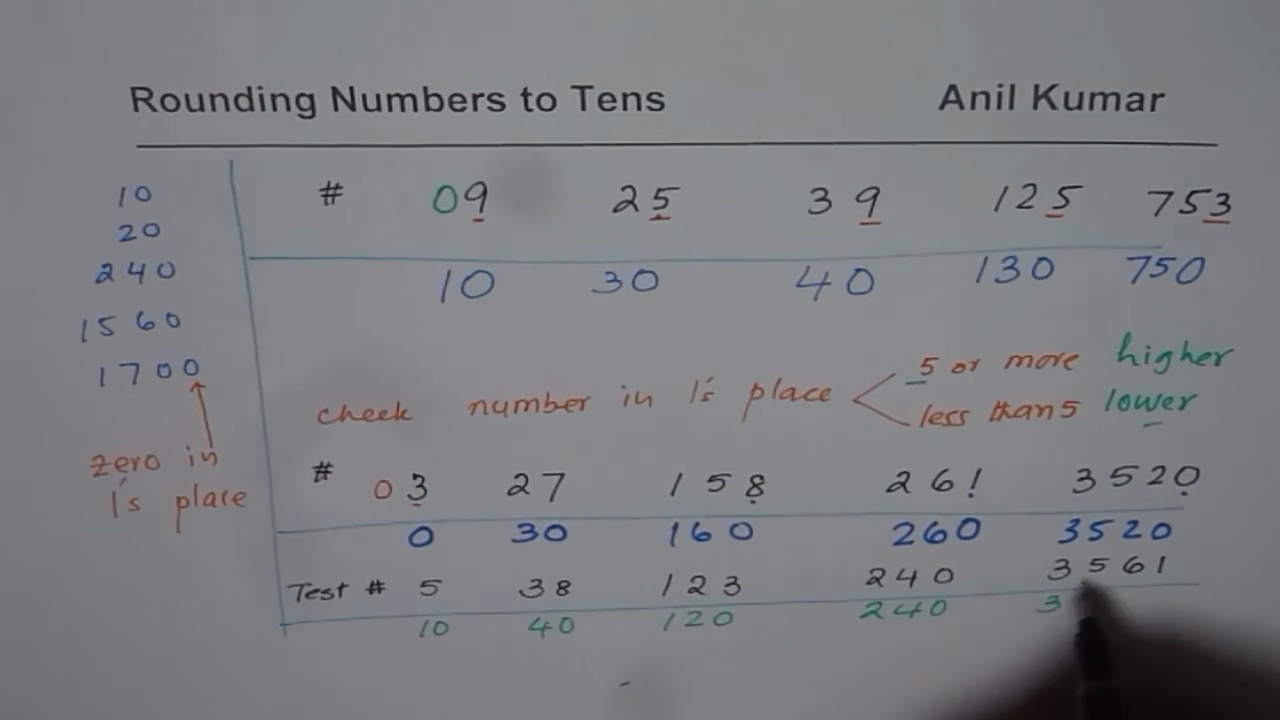 Rounding Numbers to Tens Anil Kumar
10
20
240
1560
1700
zero in
1's place
# 09 25 39 125 753
10 30 40 130 750
check number in 1's place
5 or more higher
less than 5 lower
# 03 27 158 261 3520
0 30 160 260 3520
Test # 5 38 123 240 3561
10 40 120 240 3